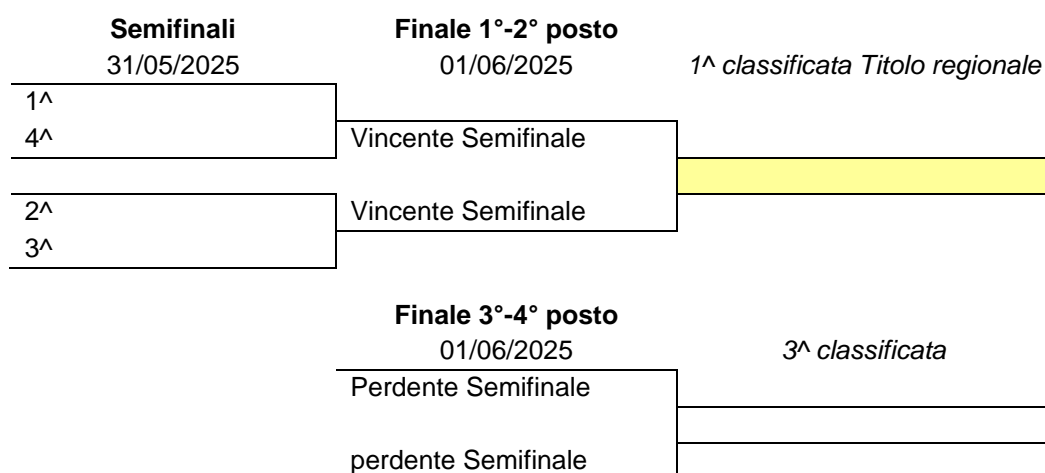 Semifinali Finale 1°-2° posto
31/05/2025 01/06/2025 1^ classificata Titolo regionale
1^
4^ Vincente Semifinale
2^ Vincente Semifinale
3^
Finale 3°-4° posto
01/06/2025 3^ classificata
Perdente Semifinale
perdente Semifinale